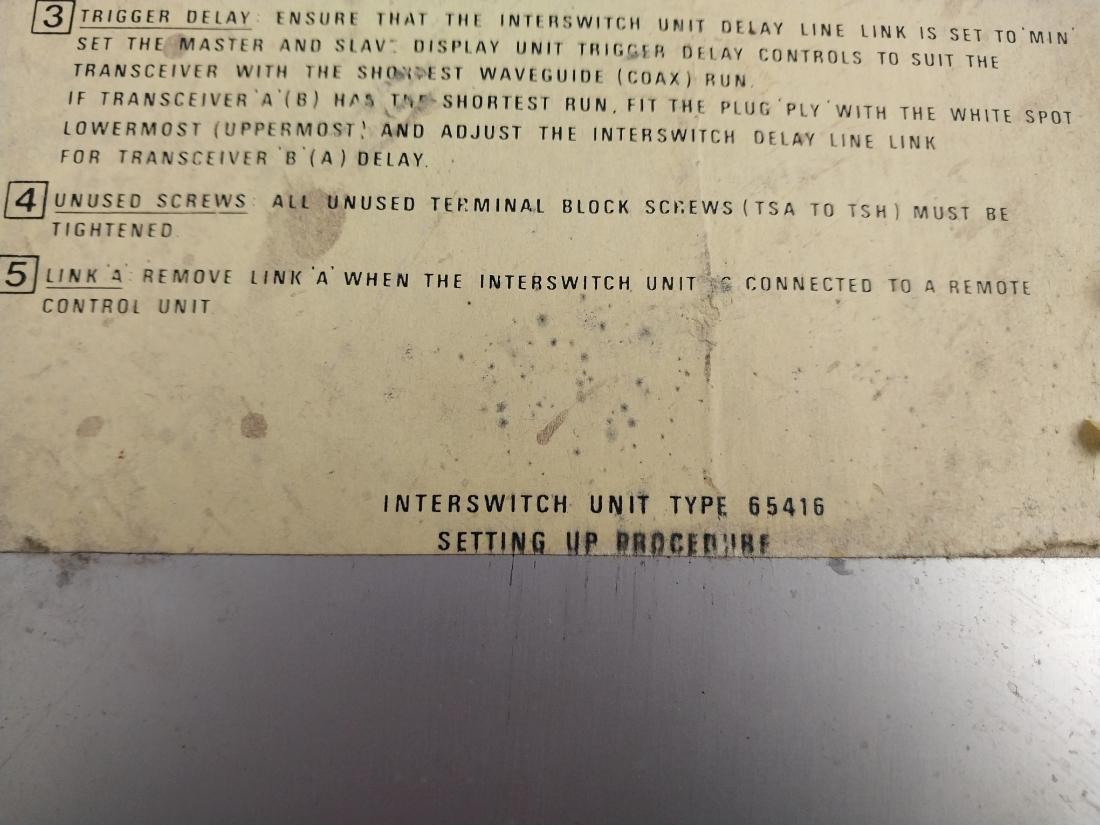 3 TRIGGER DELAY: ENSURE THAT THE INTERSWITCH UNIT DELAY LINE LINK IS SET TO 'MIN'
SET THE MASTER AND SLAVE DISPLAY UNIT TRIGGER DELAY CONTROLS TO SUIT THE
TRANSCEIVER WITH THE SHORTEST WAVEGUIDE (COAX) RUN.
IF TRANSCEIVER 'A' (B) HAS THE SHORTEST RUN, FIT THE PLUG 'PLY' WITH THE WHITE SPOT
LOWERMOST (UPPERMOST) AND ADJUST THE INTERSWITCH DELAY LINE LINK
FOR TRANSCEIVER 'B' (A) DELAY.
4 UNUSED SCREWS: ALL UNUSED TERMINAL BLOCK SCREWS (TSA TO TSH) MUST BE
TIGHTENED
5 LINK 'A': REMOVE LINK 'A' WHEN THE INTERSWITCH UNIT IS CONNECTED TO A REMOTE
CONTROL UNIT
INTERSWITCH UNIT TYPE 65416
SETTING UP PROCEDURE